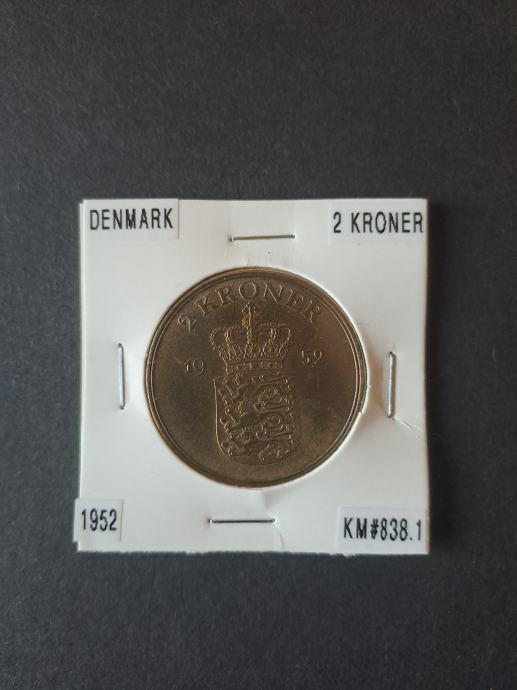 DENMARK
2 KRONER
2 KRONER
19 52
1952
KM#838.1